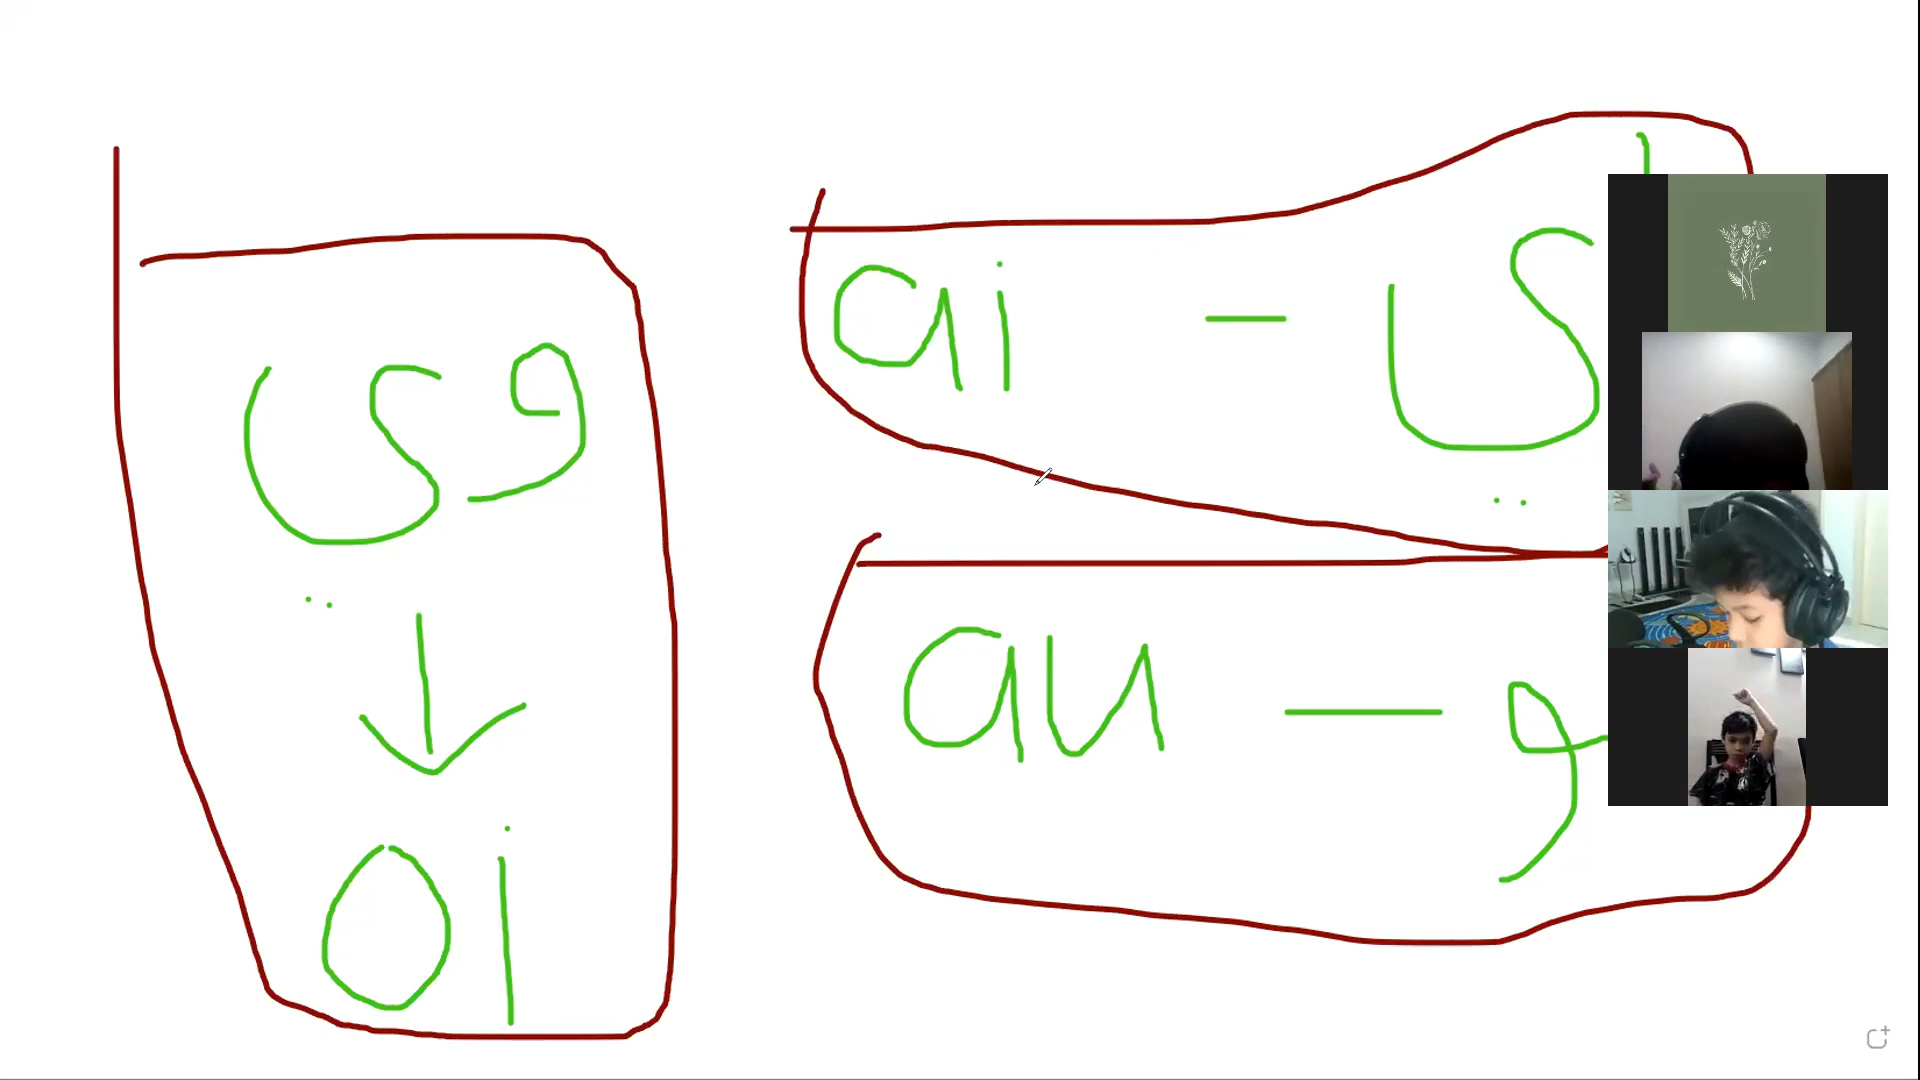 وي
↓
oi
ai - اي
au — و